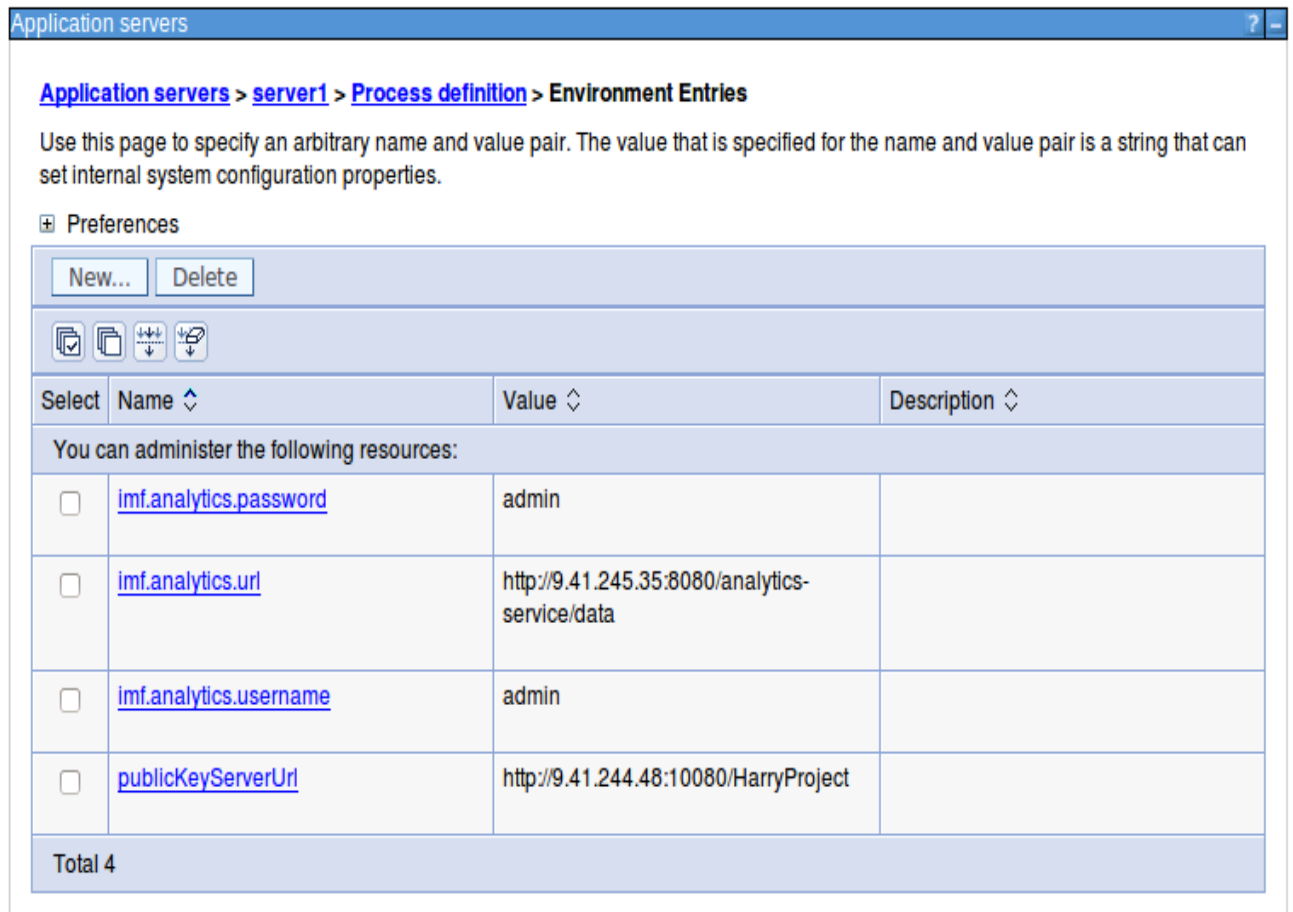 Application servers ? –
Application servers > server1 > Process definition > Environment Entries
Use this page to specify an arbitrary name and value pair. The value that is specified for the name and value pair is a string that can
set internal system configuration properties.
Preferences
New... Delete
Select Name Value Description
You can administer the following resources:
imf.analytics.password admin
imf.analytics.url http://9.41.245.35:8080/analytics-
service/data
imf.analytics.username admin
publicKeyServerUrl http://9.41.244.48:10080/HarryProject
Total 4